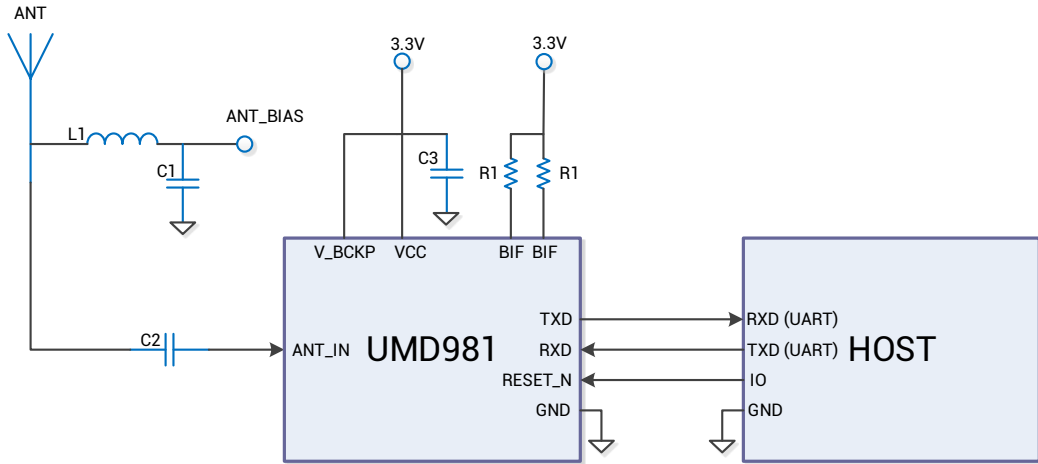 ANT
3.3V
3.3V
ANT_BIAS
L1
C1
C3
R1
R1
V_BCKP
VCC
BIF
BIF
TXD
RXD (UART)
C2
ANT_IN
UMD981
RXD
TXD (UART)
HOST
RESET_N
IO
GND
GND